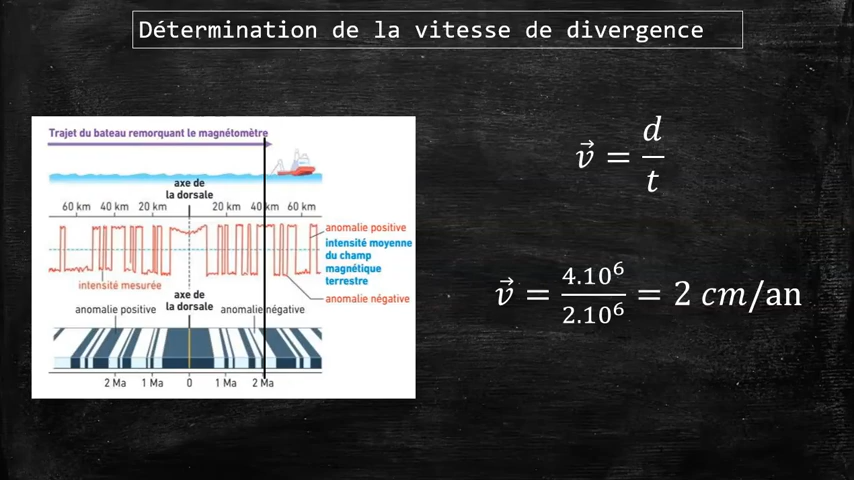 Détermination de la vitesse de divergence
Trajet du bateau remorquant le magnétomètre
axe de
la dorsale
60 km 40 km 20 km 20 km 40 km 60 km
anomalie positive
intensité moyenne
du champ
magnétique
terrestre
intensité mesurée
anomalie négative
axe de
la dorsale
anomalie positive
anomalie négative
2 Ma 1 Ma 0 1 Ma 2 Ma
v⃗ = d/t
v⃗ = 4.10⁶/2.10⁶ = 2 cm/an